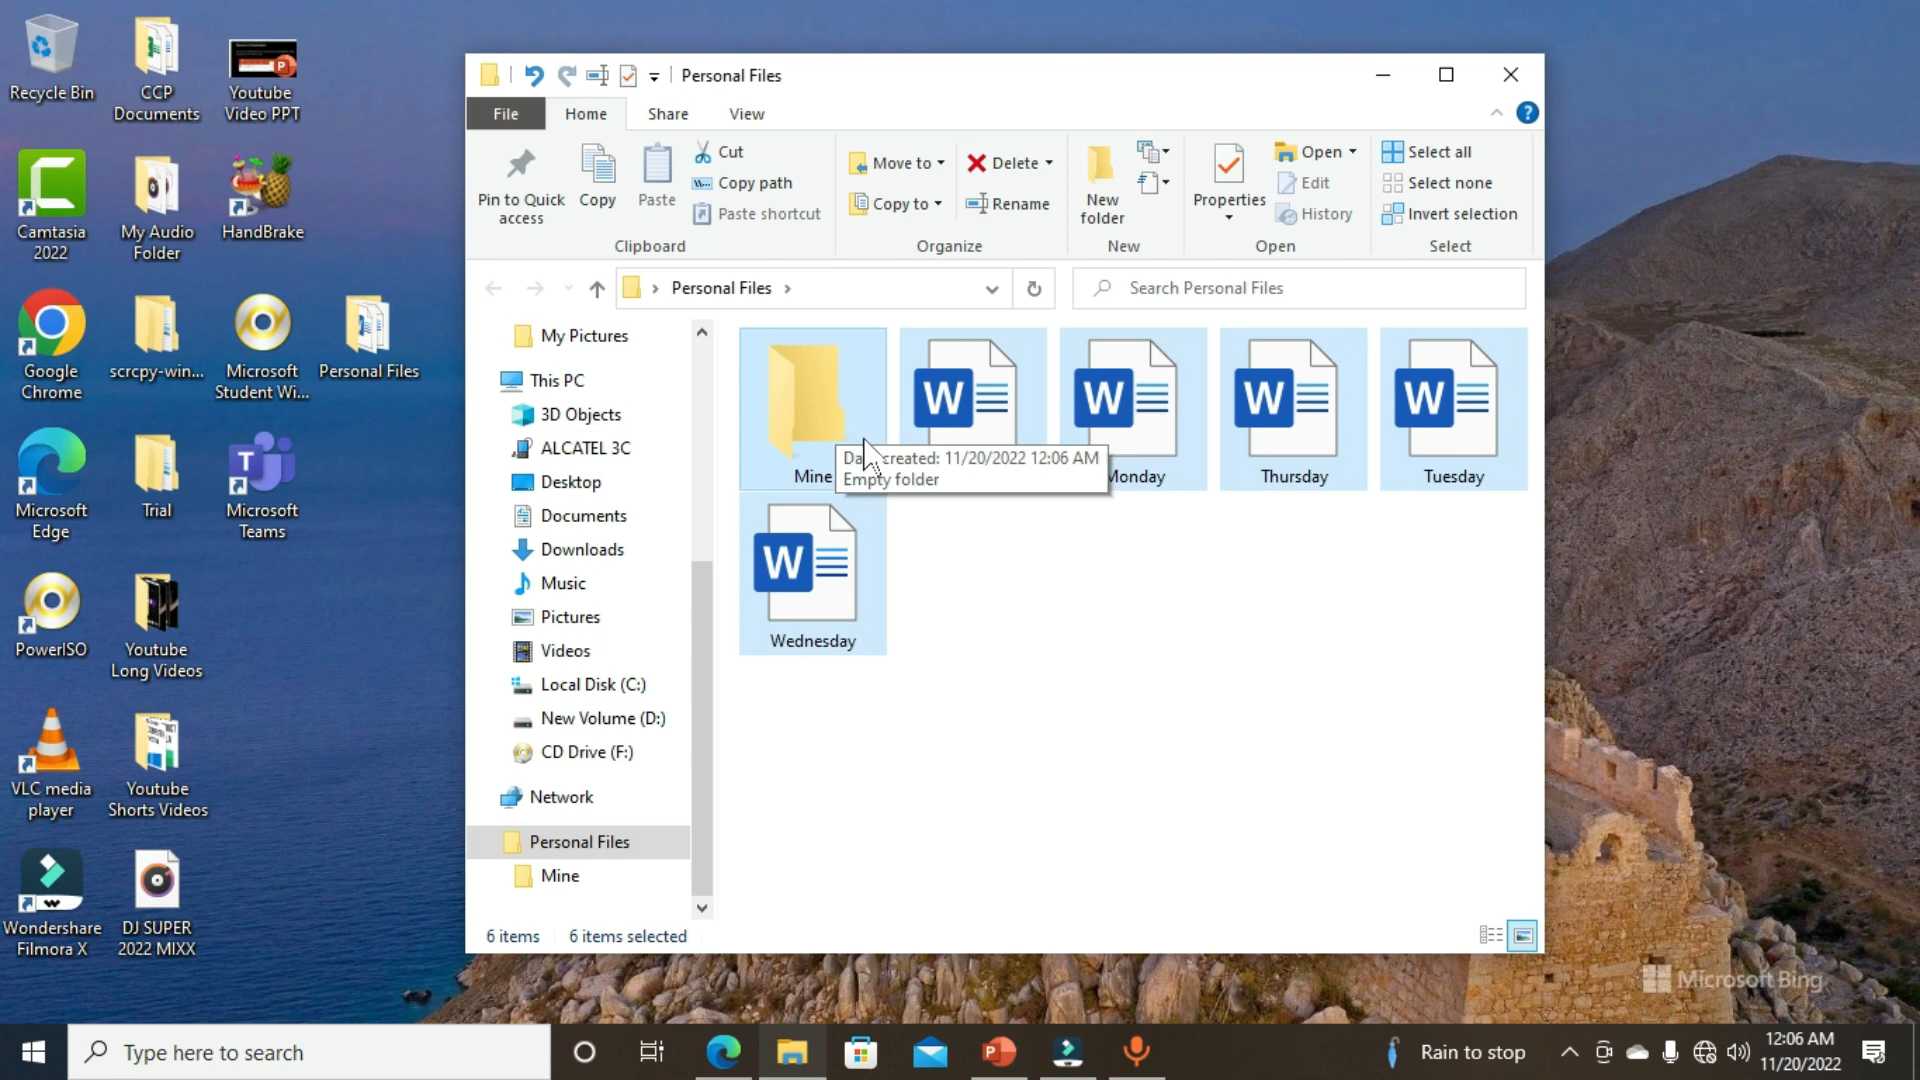 Recycle Bin
CCP
Documents
Youtube
Video PPT
Camtasia
2022
My Audio
Folder
HandBrake
Google
Chrome
scrcpy-win...
Microsoft
Student Wi...
Personal Files
Microsoft
Edge
Trial
Microsoft
Teams
PowerISO
Youtube
Long Videos
VLC media
player
Youtube
Shorts Videos
Wondershare
Filmora X
DJ SUPER
2022 MIXX
Personal Files
File
Home
Share
View
Pin to Quick
access
Copy
Paste
Cut
Copy path
Paste shortcut
Clipboard
Move to
Copy to
Delete
Rename
Organize
New
folder
New
Properties
Open
Edit
History
Open
Select all
Select none
Invert selection
Select
Personal Files
Search Personal Files
My Pictures
This PC
3D Objects
ALCATEL 3C
Desktop
Documents
Downloads
Music
Pictures
Videos
Local Disk (C:)
New Volume (D:)
CD Drive (F:)
Network
Personal Files
Mine
Mine
created: 11/20/2022 12:06 AM
Empty folder
Monday
Thursday
Tuesday
Wednesday
6 items
6 items selected
Microsoft Bing
Type here to search
Rain to stop
12:06 AM
11/20/2022